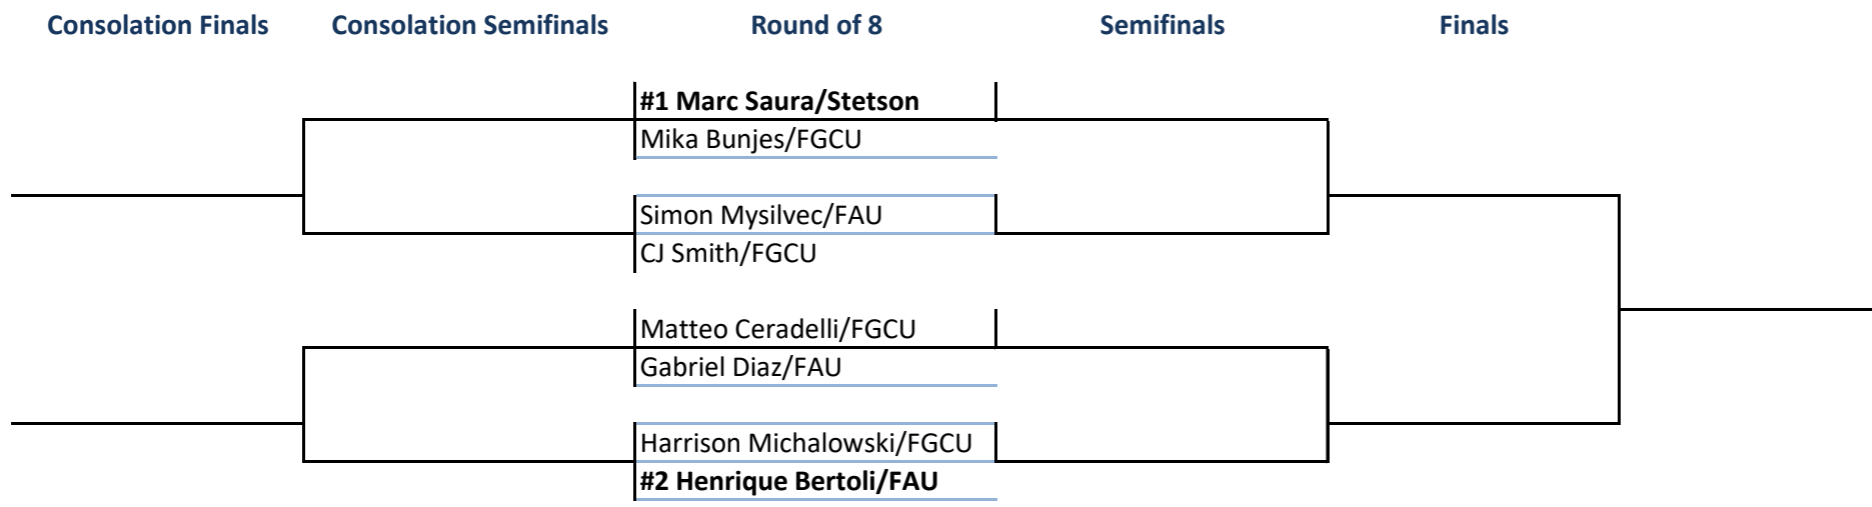 Consolation Finals Consolation Semifinals Round of 8 Semifinals Finals
#1 Marc Saura/Stetson
Mika Bunjes/FGCU
Simon Mysilvec/FAU
CJ Smith/FGCU
Matteo Ceradelli/FGCU
Gabriel Diaz/FAU
Harrison Michalowski/FGCU
#2 Henrique Bertoli/FAU